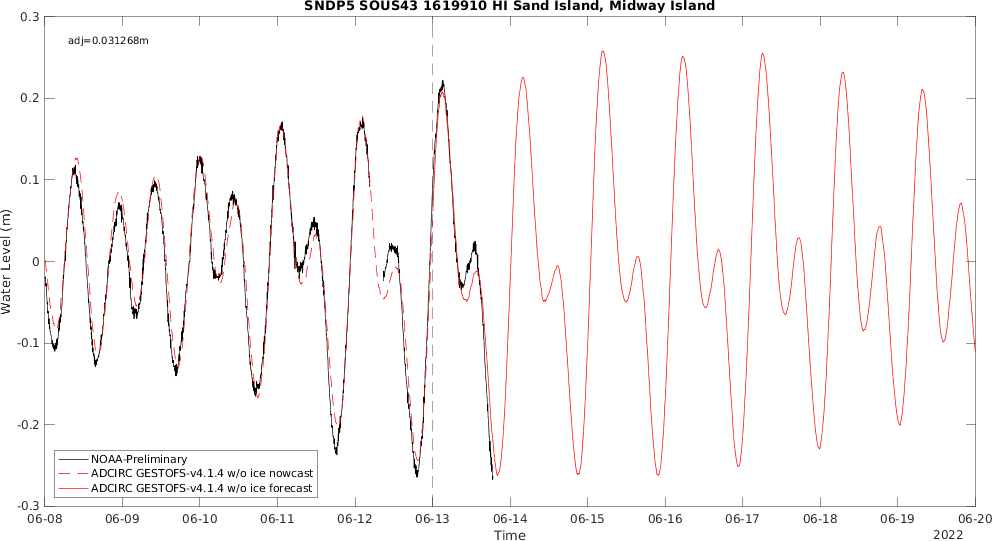 SNDP5 SOUS43 1619910 HI Sand Island, Midway Island
0.3
adj=0.031268m
0.2
0.1
0
-0.1
-0.2
-0.3
Water Level (m)
NOAA-Preliminary
ADCIRC GESTOFS-v4.1.4 w/o ice nowcast
ADCIRC GESTOFS-v4.1.4 w/o ice forecast
06-08 06-09 06-10 06-11 06-12 06-13 06-14 06-15 06-16 06-17 06-18 06-19 06-20
Time
2022